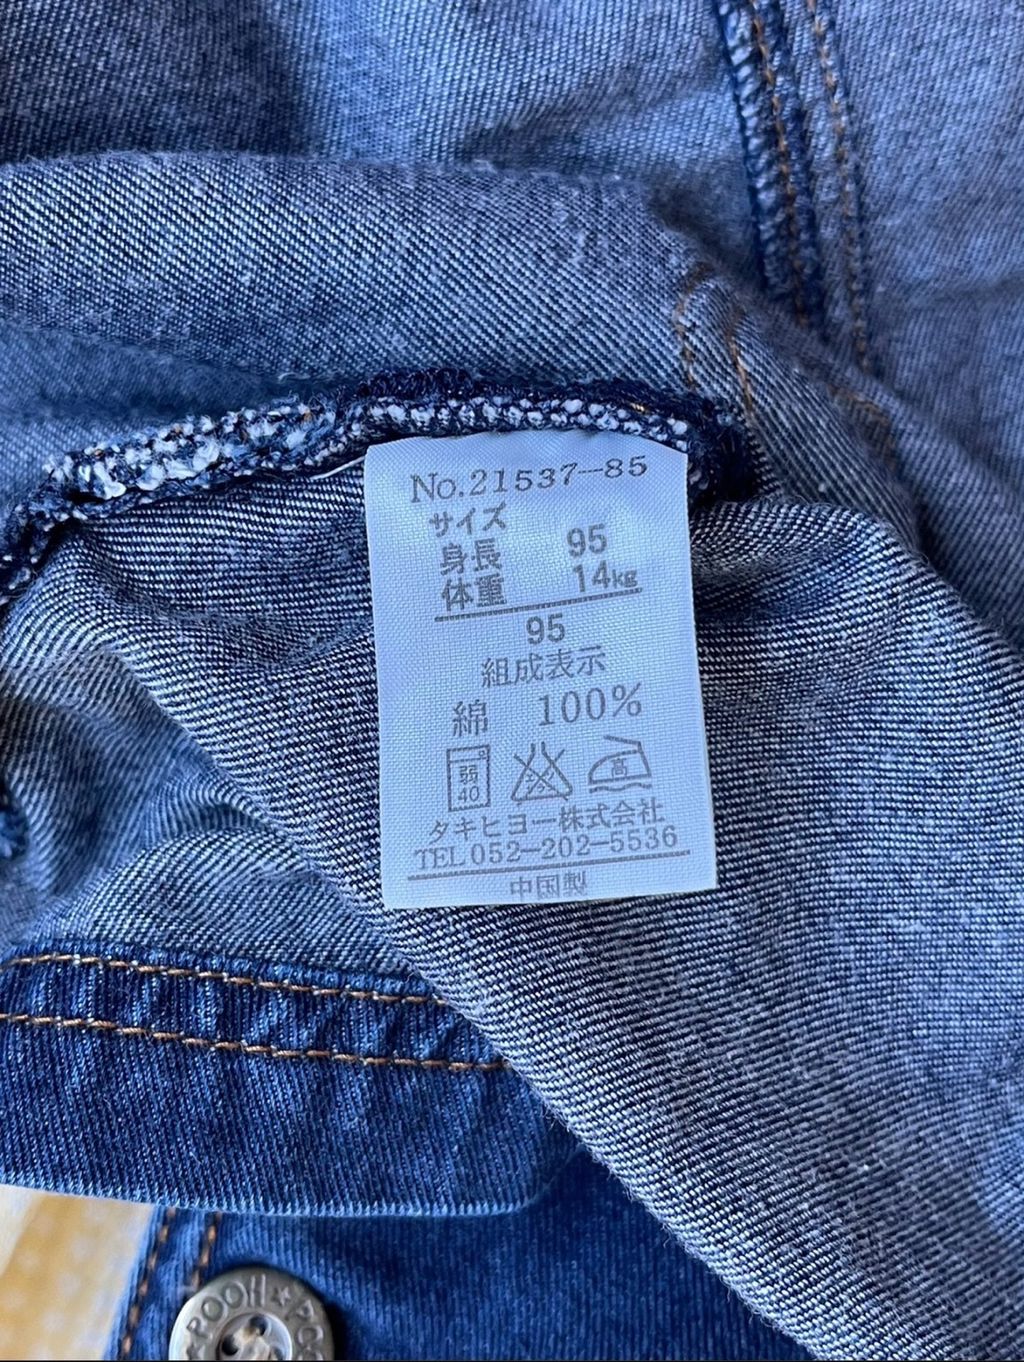 No.21537-85
サイズ
身長 95
体重 14kg
95
組成表示
綿 100%
弱
40
高
タキヒヨー株式会社
TEL 052-202-5536
中国製
POOH★PO